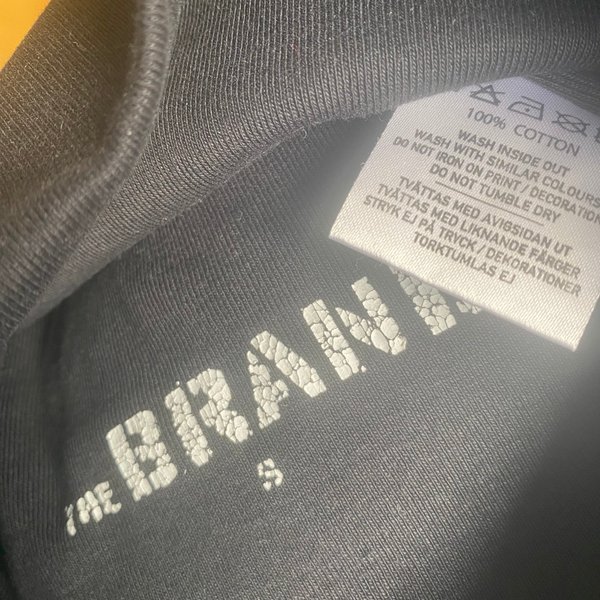 100% COTTON
WASH INSIDE OUT
WASH WITH SIMILAR COLOURS
DO NOT IRON ON PRINT / DECORATION
DO NOT TUMBLE DRY
TVÄTTAS MED AVIGSIDAN UT
TVÄTTAS MED LIKNANDE FÄRGER
STRYK EJ PÅ TRYCK / DEKORATIONER
TORKTUMLAS EJ
THE BRAN
S